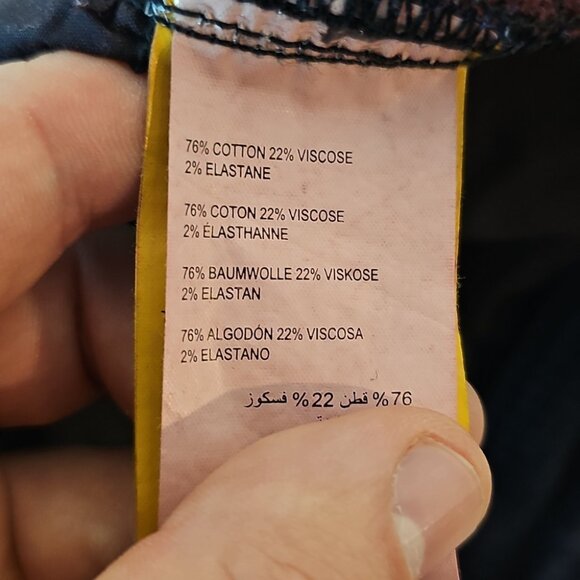 76% COTTON 22% VISCOSE
2% ELASTANE
76% COTON 22% VISCOSE
2% ÉLASTHANNE
76% BAUMWOLLE 22% VISKOSE
2% ELASTAN
76% ALGODÓN 22% VISCOSA
2% ELASTANO
76% قطن 22% فسكوز